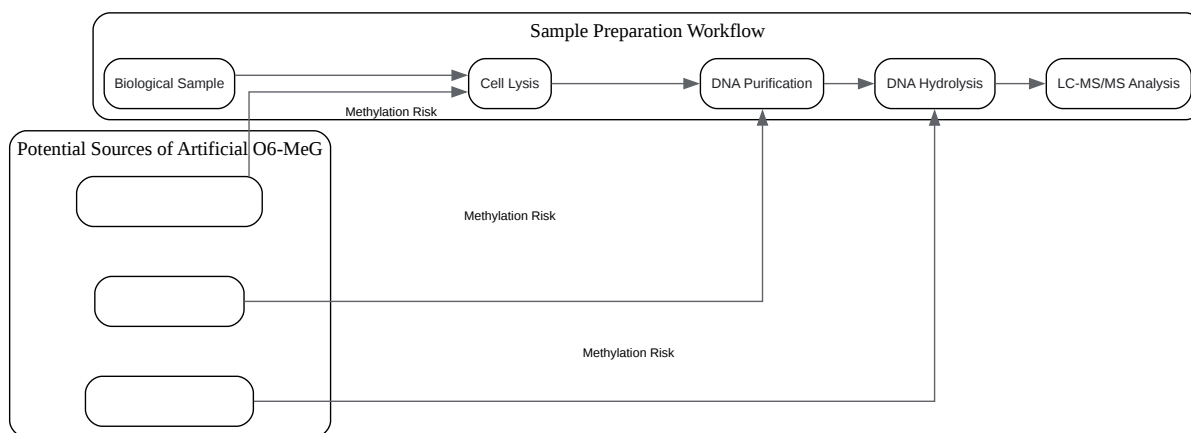 Sample Preparation Workflow
Biological Sample
Cell Lysis
DNA Purification
DNA Hydrolysis
LC-MS/MS Analysis
Methylation Risk
Potential Sources of Artificial O6-MeG
Methylation Risk
Methylation Risk